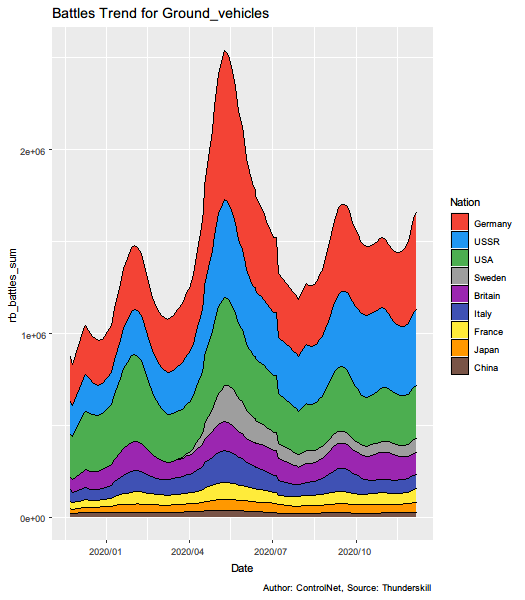 Battles Trend for Ground_vehicles
rb_battles_sum
2e+06
1e+06
0e+00
2020/01
2020/04
2020/07
2020/10
Date
Nation
Germany
USSR
USA
Sweden
Britain
Italy
France
Japan
China
Author: ControlNet, Source: Thunderskill